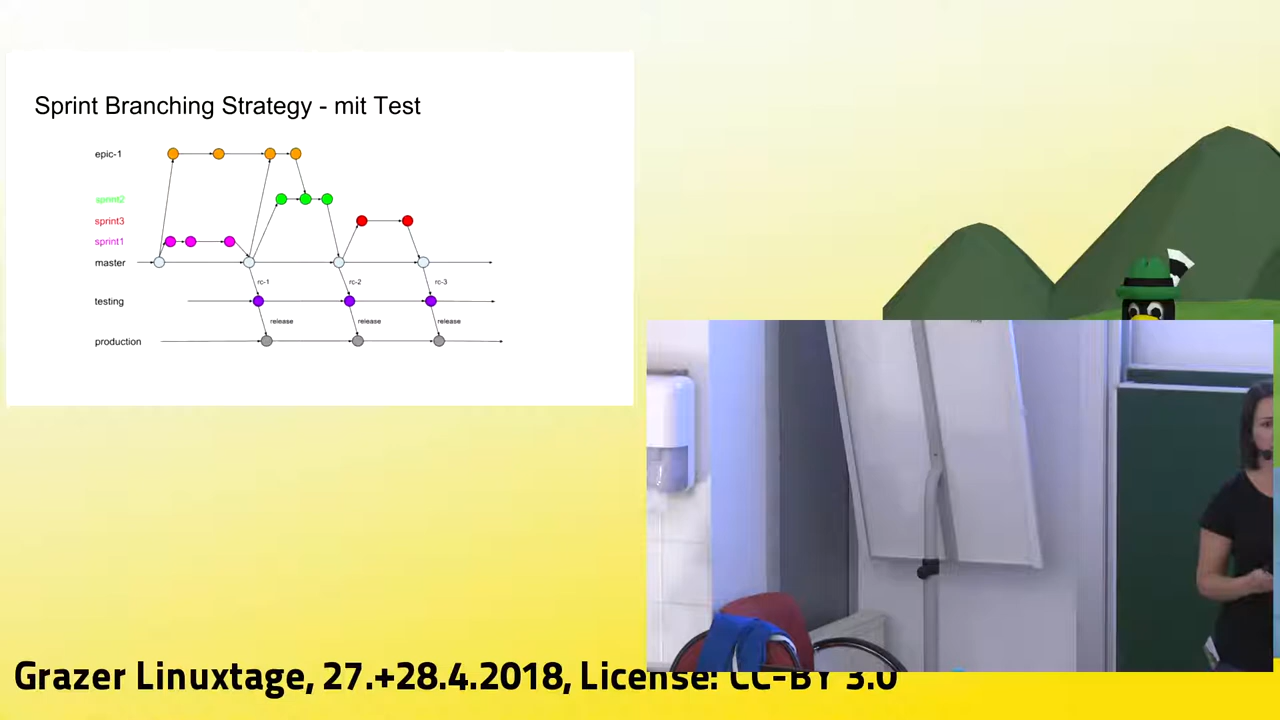 Sprint Branching Strategy - mit Test
epic-1
sprint2
sprint3
sprint1
master
rc-1
rc-2
rc-3
testing
release
release
release
production
Grazer Linuxtage, 27.+28.4.2018, License: CC-BY 3.0